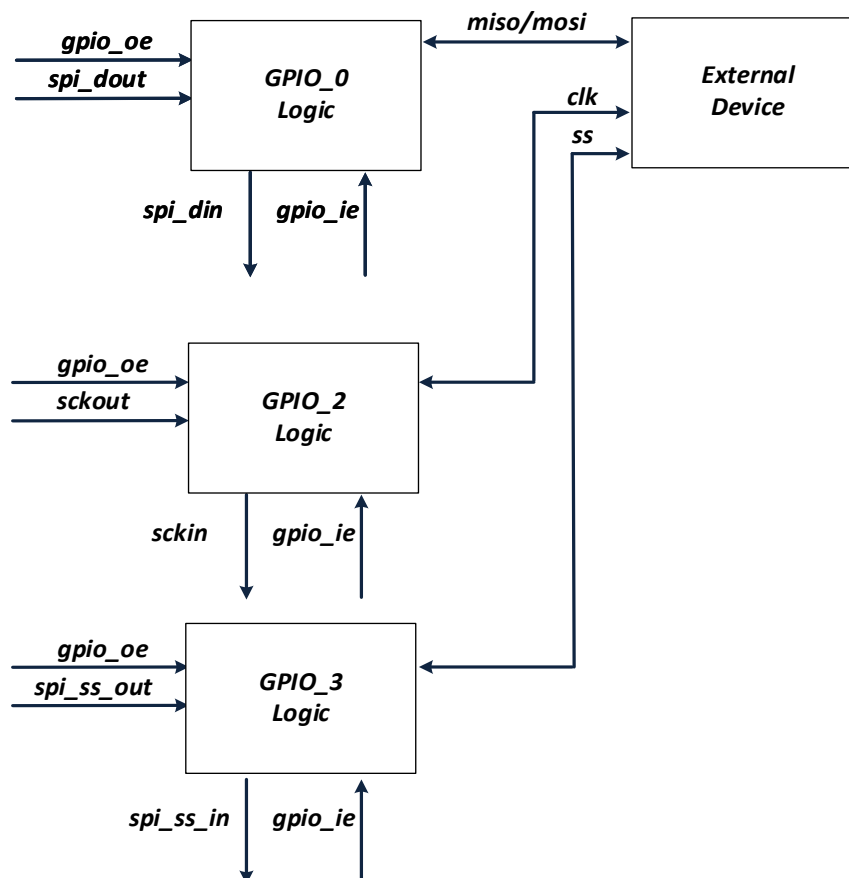 gpio_oe
spi_dout
GPIO_0
Logic
miso/mosi
External
Device
clk
ss
spi_din
gpio_ie
gpio_oe
sckout
GPIO_2
Logic
sckin
gpio_ie
gpio_oe
spi_ss_out
GPIO_3
Logic
spi_ss_in
gpio_ie